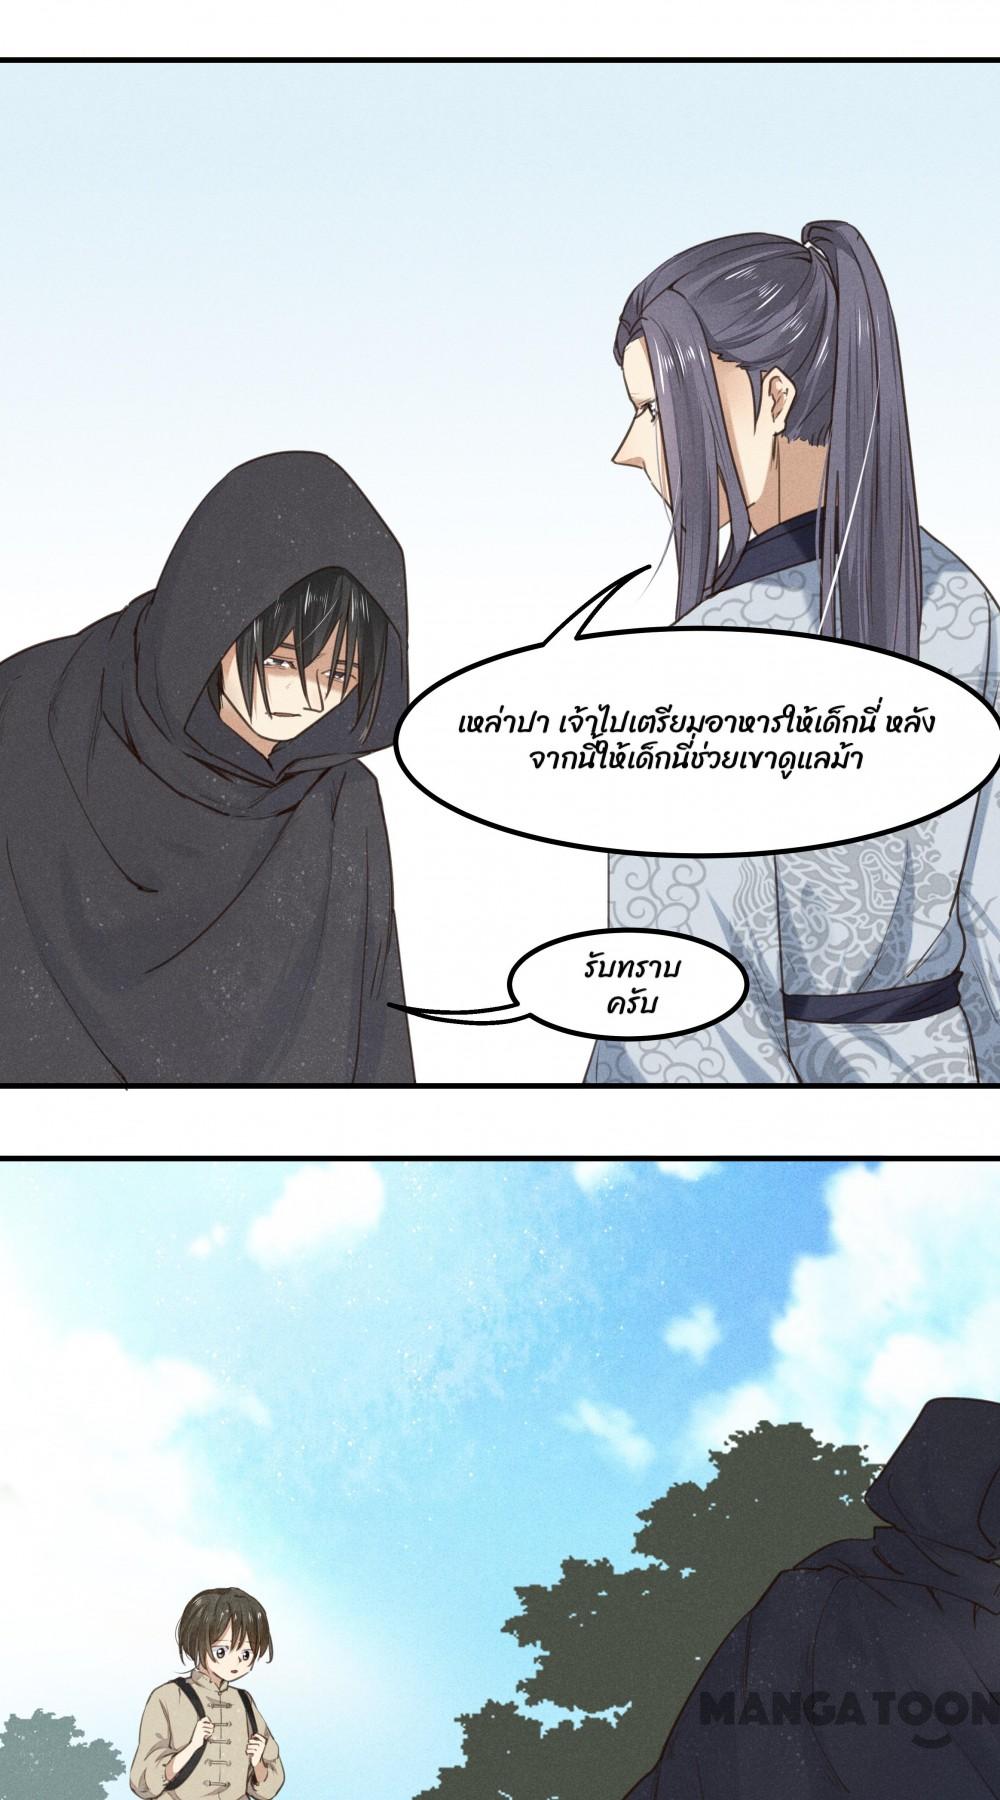 เหล่าปา เจ้าไปเตรียมอาหารให้เด็กนี่ หลัง
จากนี้ให้เด็กนี่ช่วยเขาดูแลม้า
รับทราบ
ครับ
MANGATOON